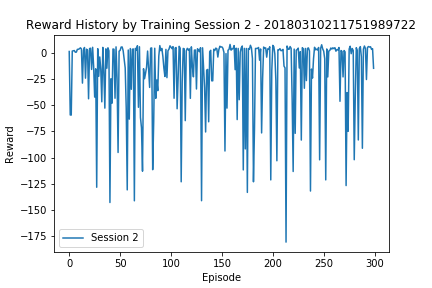 Reward History by Training Session 2 - 20180310211751989722
0
−25
−50
−75
−100
−125
−150
−175
Reward
Session 2
0 50 100 150 200 250 300
Episode